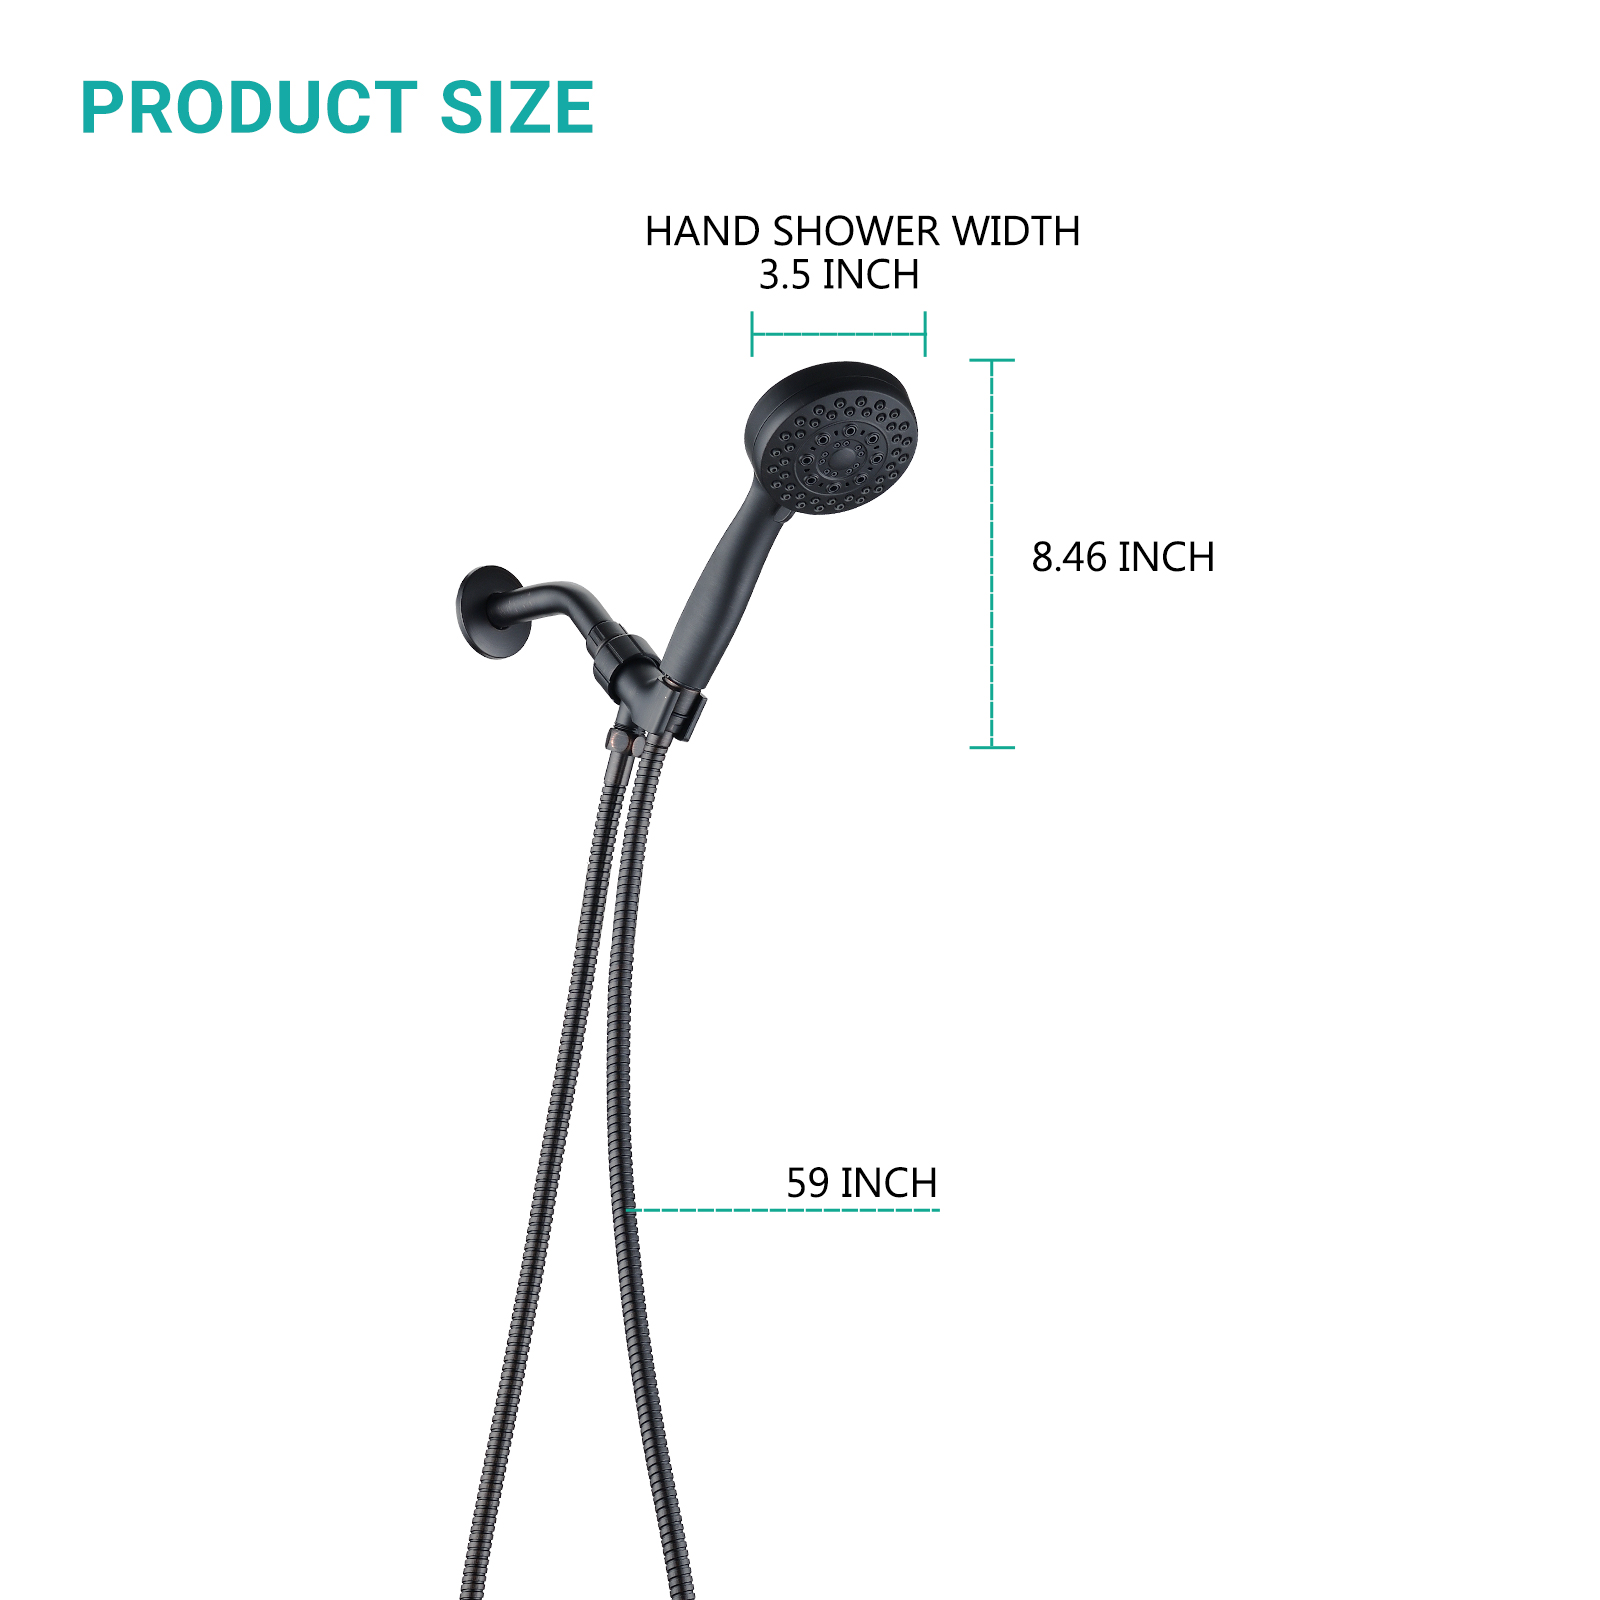 PRODUCT SIZE
HAND SHOWER WIDTH
3.5 INCH
8.46 INCH
59 INCH